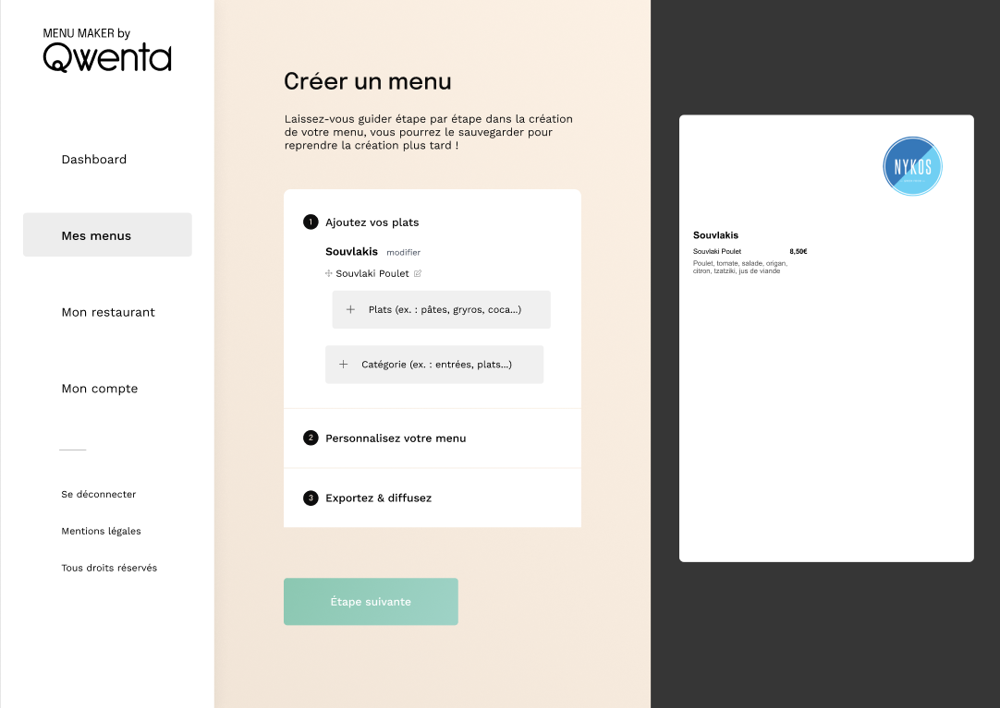 MENU MAKER by
Qwenta
Dashboard
Mes menus
Mon restaurant
Mon compte
Se déconnecter
Mentions légales
Tous droits réservés
Créer un menu
Laissez-vous guider étape par étape dans la création
de votre menu, vous pourrez le sauvegarder pour
reprendre la création plus tard !
1 Ajoutez vos plats
Souvlakis modifier
Souvlaki Poulet
Plats (ex. : pâtes, gryros, coca...)
Catégorie (ex. : entrées, plats...)
2 Personnalisez votre menu
3 Exportez & diffusez
Étape suivante
NYKOS
Souvlakis
Souvlaki Poulet 8,50€
Poulet, tomate, salade, origan,
citron, tzatziki, jus de viande